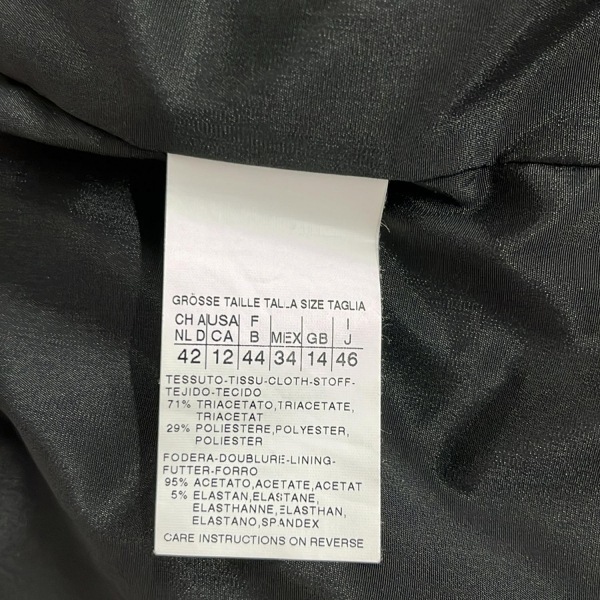 GRÖSSE TAILLE TALLA SIZE TAGLIA
CH A USA F I
NL D CA B MEX GB J
42 12 44 34 14 46
TESSUTO-TISSU-CLOTH-STOFF-
TEJIDO-TECIDO
71% TRIACETATO,TRIACETATE,
TRIACETAT
29% POLIESTERE,POLYESTER,
POLIESTER
FODERA-DOUBLURE-LINING-
FUTTER-FORRO
95% ACETATO,ACETATE,ACETAT
5% ELASTAN,ELASTANE,
ELASTHANNE,ELASTHAN,
ELASTANO,SPANDEX
CARE INSTRUCTIONS ON REVERSE